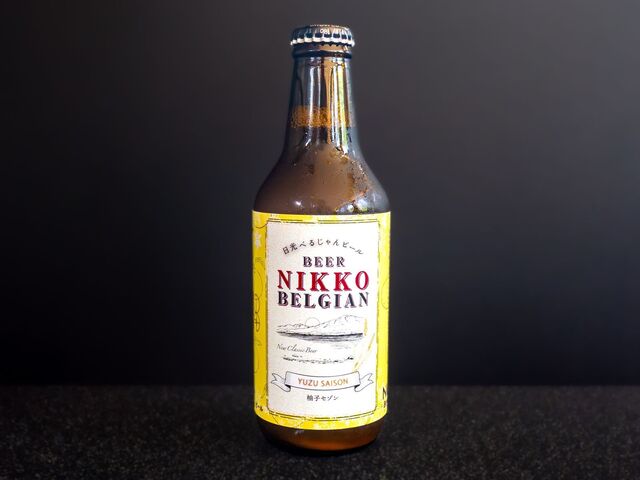 日光べるじゃんビール
BEER
NIKKO
BELGIAN
New Classic Beer
YUZU SAISON
柚子セゾン